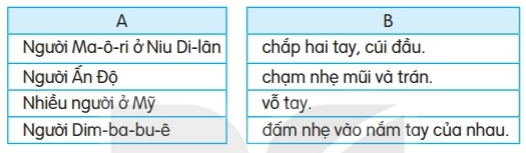 A
B
Người Ma-ô-ri ở Niu Di-lân
chắp hai tay, cúi đầu.
Người Ấn Độ
chạm nhẹ mũi và trán.
Nhiều người ở Mỹ
vỗ tay.
Người Dim-ba-bu-ê
đấm nhẹ vào nắm tay của nhau.